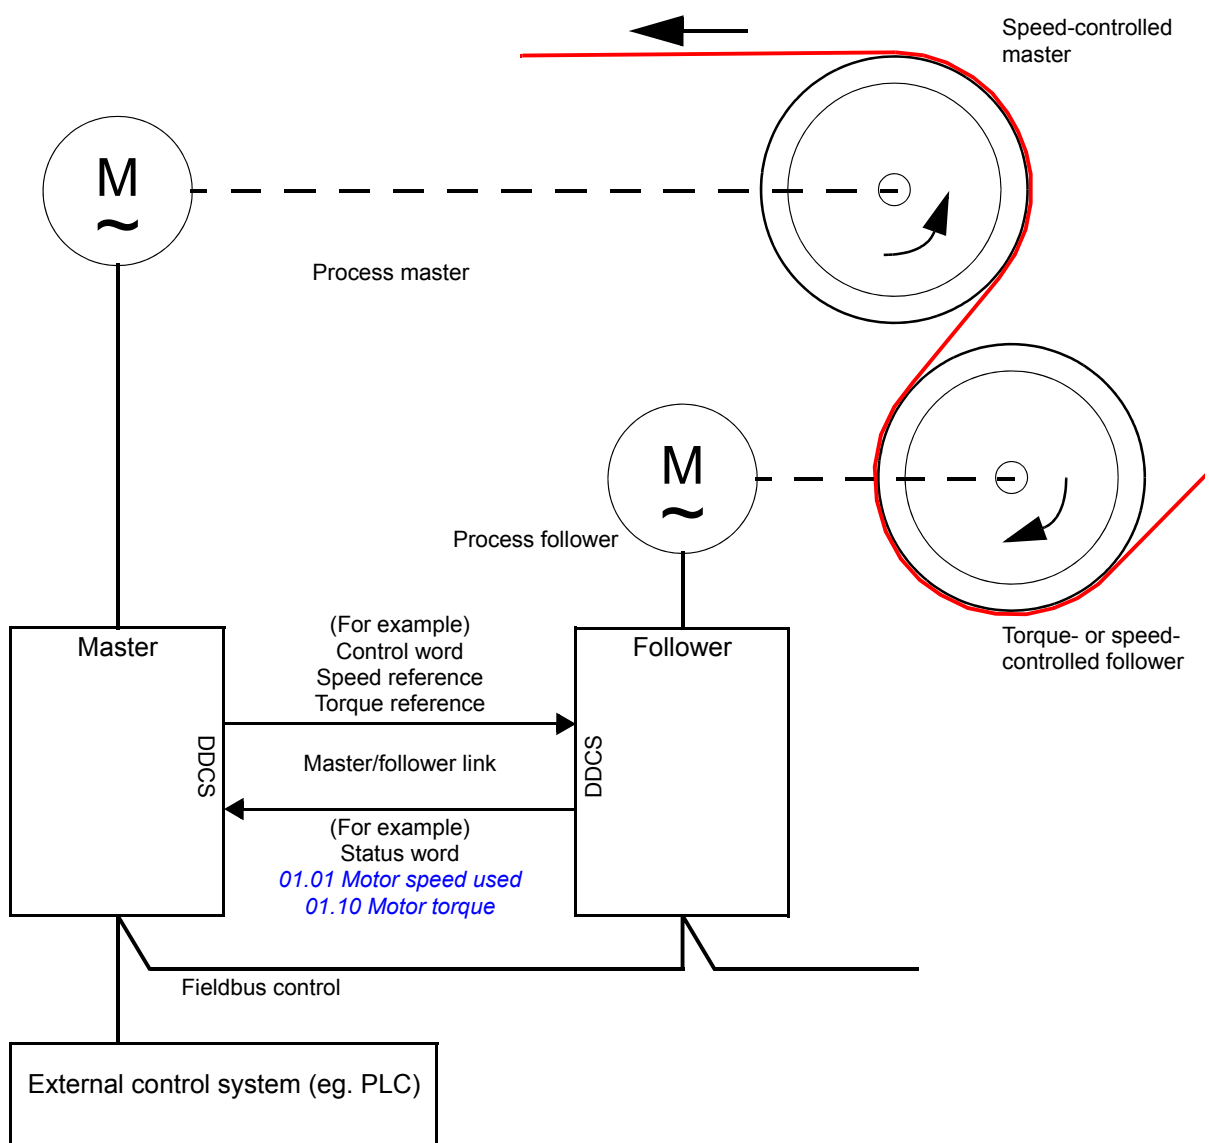 Speed-controlled
master
M
~
Process master
M
~
Process follower
Torque- or speed-
controlled follower
Master
(For example)
Control word
Speed reference
Torque reference
Follower
DDCS
Master/follower link
DDCS
(For example)
Status word
01.01 Motor speed used
01.10 Motor torque
Fieldbus control
External control system (eg. PLC)